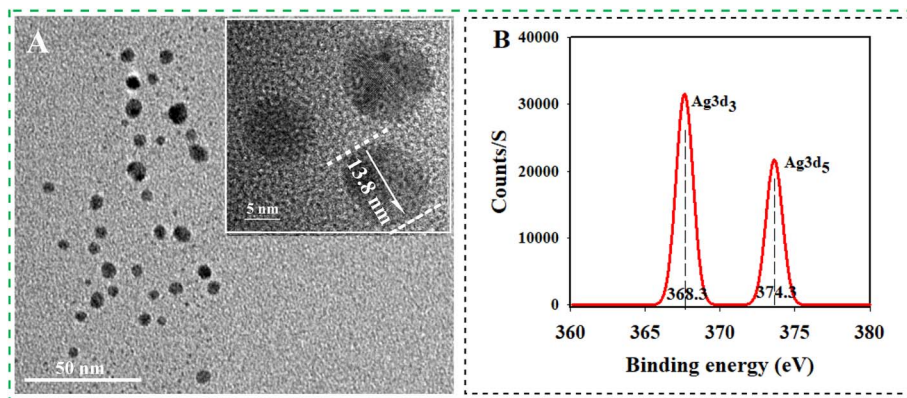 A
13.8 nm
5 nm
50 nm
B
40000
30000
20000
10000
0
Counts/S
Ag3d3
Ag3d5
368.3
374.3
360 365 370 375 380
Binding energy (eV)